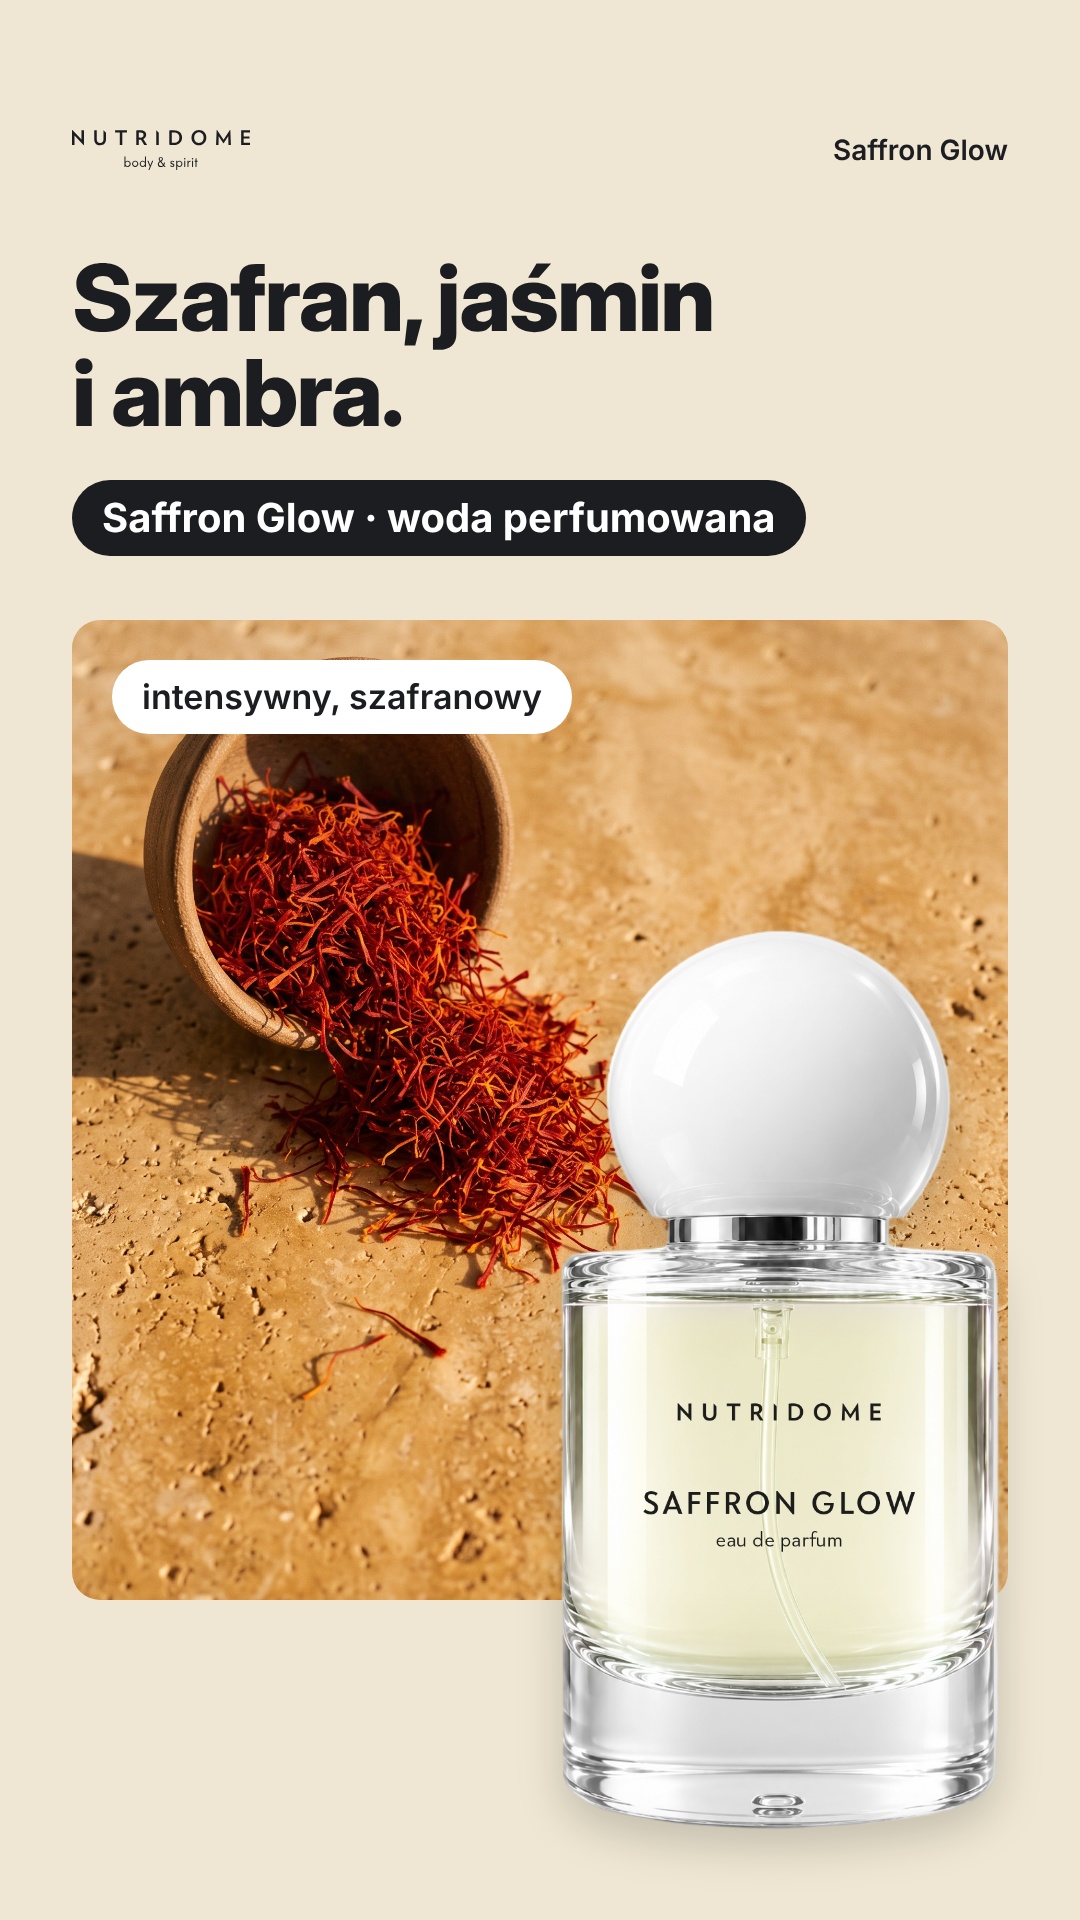 NUTRIDOME
body & spirit
Saffron Glow
Szafran, jaśmin
i ambra.
Saffron Glow · woda perfumowana
intensywny, szafranowy
NUTRIDOME
SAFFRON GLOW
eau de parfum